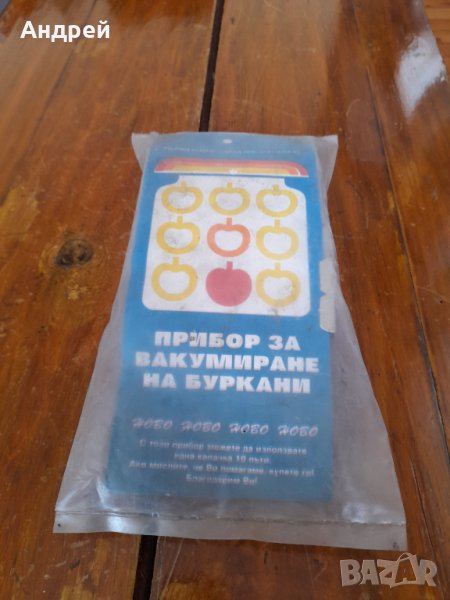 Андрей
ПРИБОР ЗА
ВАКУМИРАНЕ
НА БУРКАНИ
НОВО НОВО НОВО НОВО
С този прибор можете да използвате
една капачка 10 пъти.
Ако мислите, че Ви помагаме, купете го!
Благодарим Ви!
BAZAR